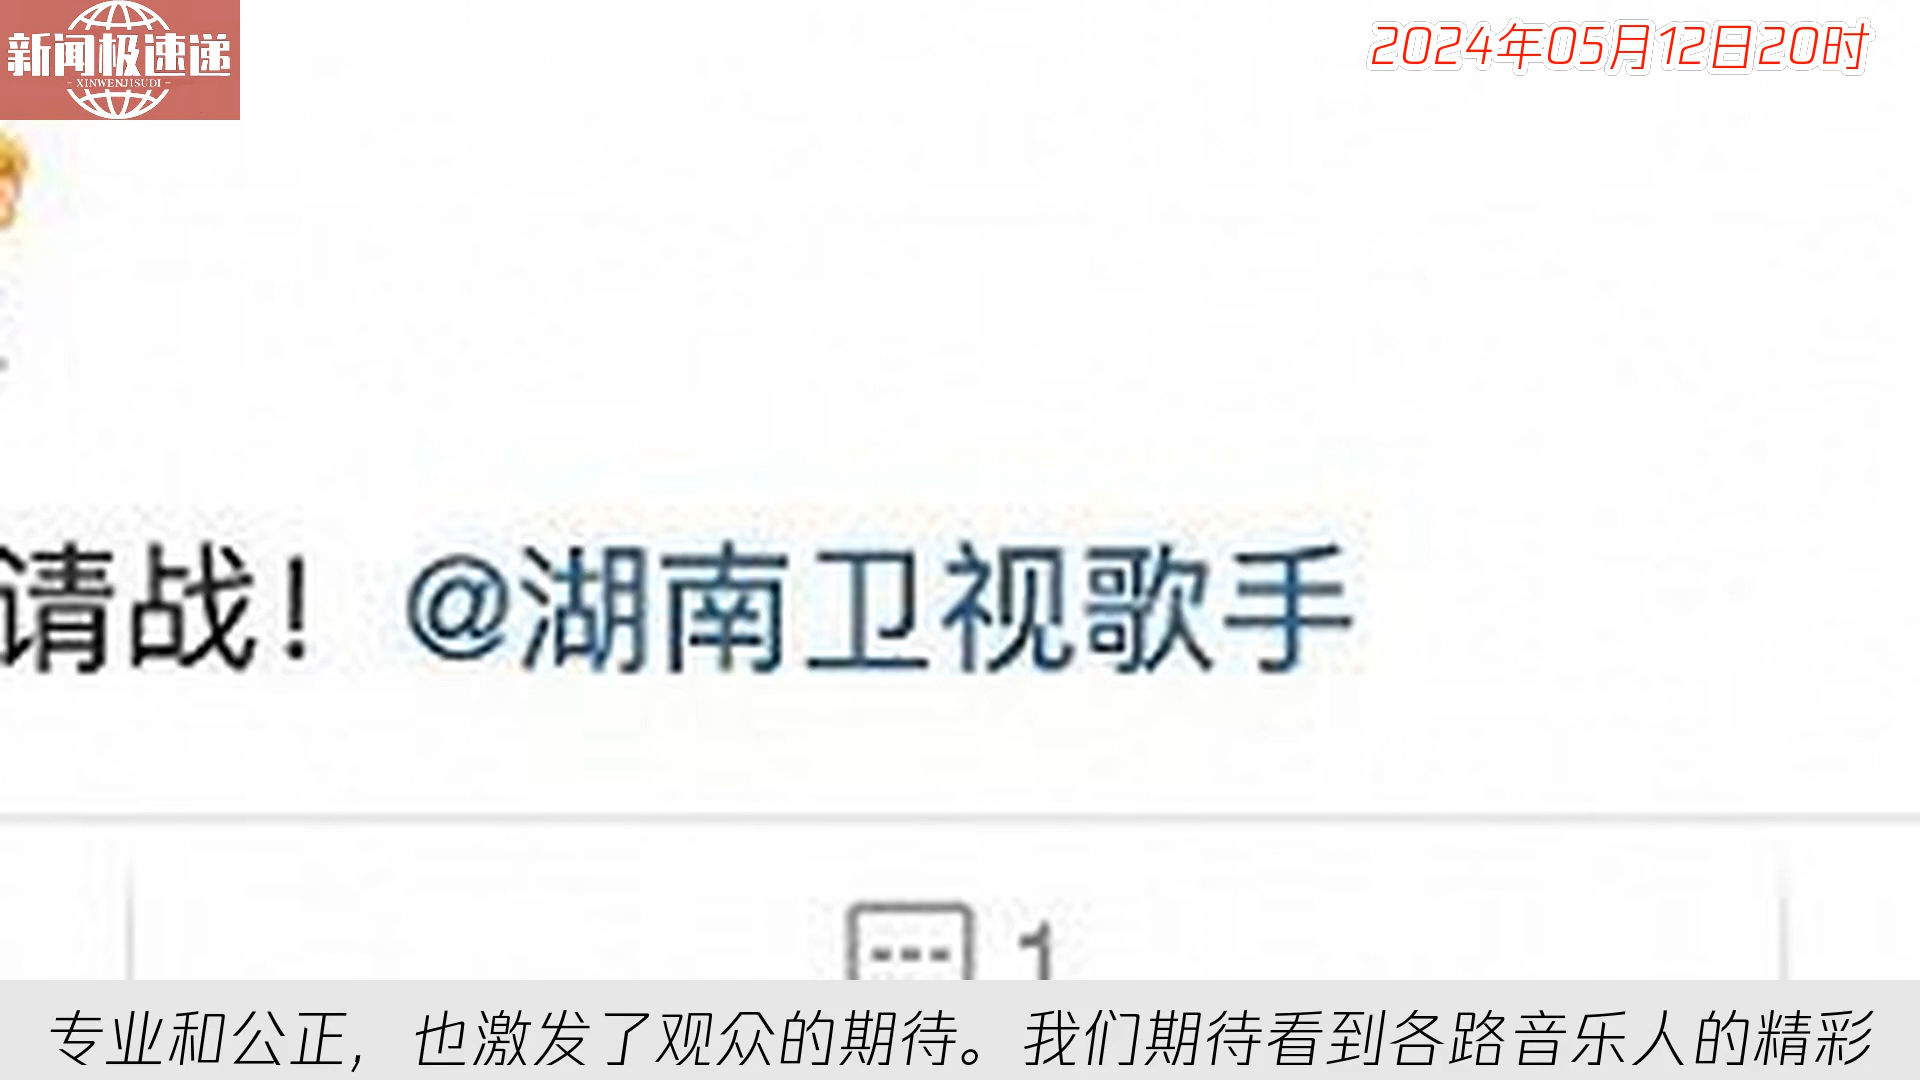 新闻极速递
XINWENJISUDI
2024年05月12日20时
请战！ @湖南卫视歌手
1
专业和公正，也激发了观众的期待。我们期待看到各路音乐人的精彩